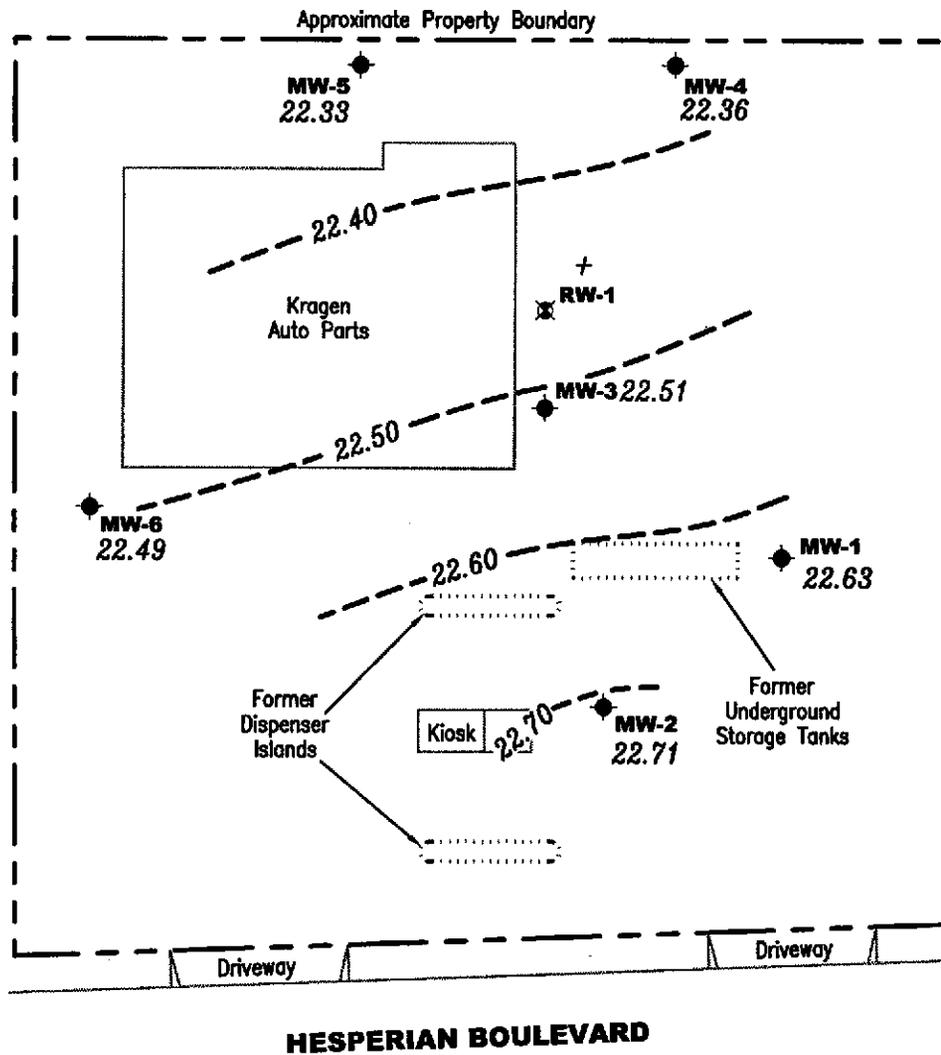 Approximate Property Boundary
MW-5
22.33
MW-4
22.36
22.40
Kragen
Auto Parts
RW-1
MW-3 22.51
22.50
MW-6
22.49
22.60
MW-1
22.63
Former
Dispenser
Islands
Kiosk
22.70
MW-2
22.71
Former
Underground
Storage Tanks
Driveway
Driveway
HESPERIAN BOULEVARD